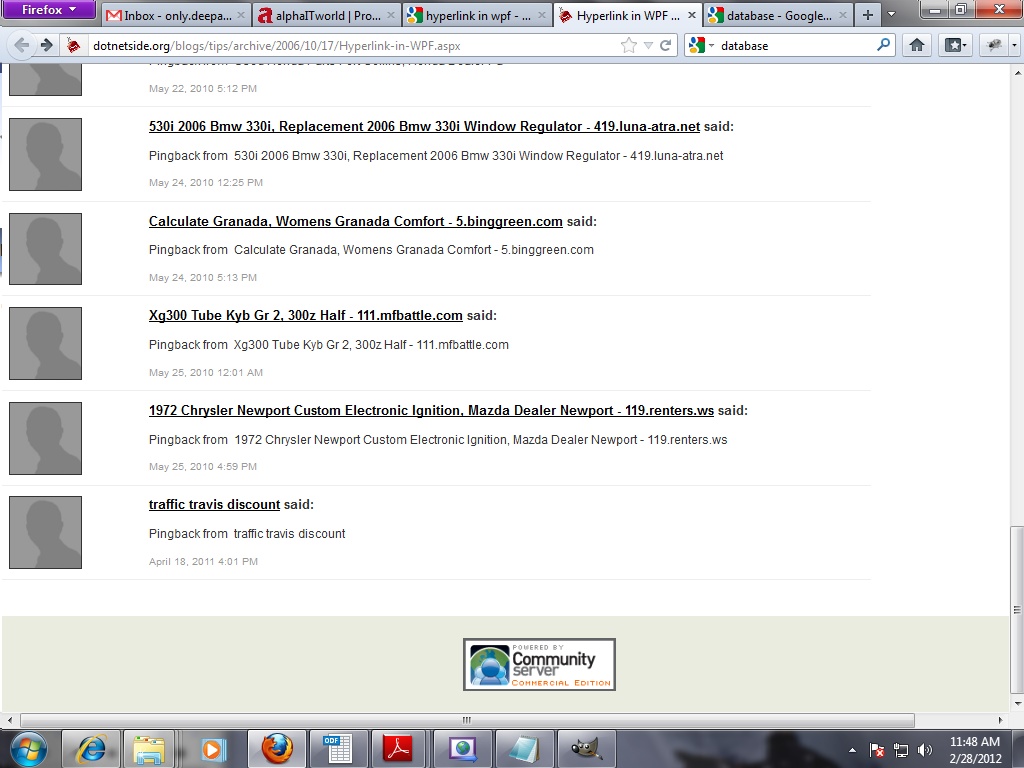 Firefox
Inbox - only.deepa...
alphaITworld | Pro...
hyperlink in wpf - ...
Hyperlink in WPF ...
database - Google...
dotnetside.org/blogs/tips/archive/2006/10/17/Hyperlink-in-WPF.aspx
database
May 22, 2010 5:12 PM
530i 2006 Bmw 330i, Replacement 2006 Bmw 330i Window Regulator - 419.luna-atra.net said:
Pingback from 530i 2006 Bmw 330i, Replacement 2006 Bmw 330i Window Regulator - 419.luna-atra.net
May 24, 2010 12:25 PM
Calculate Granada, Womens Granada Comfort - 5.binggreen.com said:
Pingback from Calculate Granada, Womens Granada Comfort - 5.binggreen.com
May 24, 2010 5:13 PM
Xg300 Tube Kyb Gr 2, 300z Half - 111.mfbattle.com said:
Pingback from Xg300 Tube Kyb Gr 2, 300z Half - 111.mfbattle.com
May 25, 2010 12:01 AM
1972 Chrysler Newport Custom Electronic Ignition, Mazda Dealer Newport - 119.renters.ws said:
Pingback from 1972 Chrysler Newport Custom Electronic Ignition, Mazda Dealer Newport - 119.renters.ws
May 25, 2010 4:59 PM
traffic travis discount said:
Pingback from traffic travis discount
April 18, 2011 4:01 PM
POWERED BY
Community
server
COMMERCIAL EDITION
ODF
11:48 AM
2/28/2012